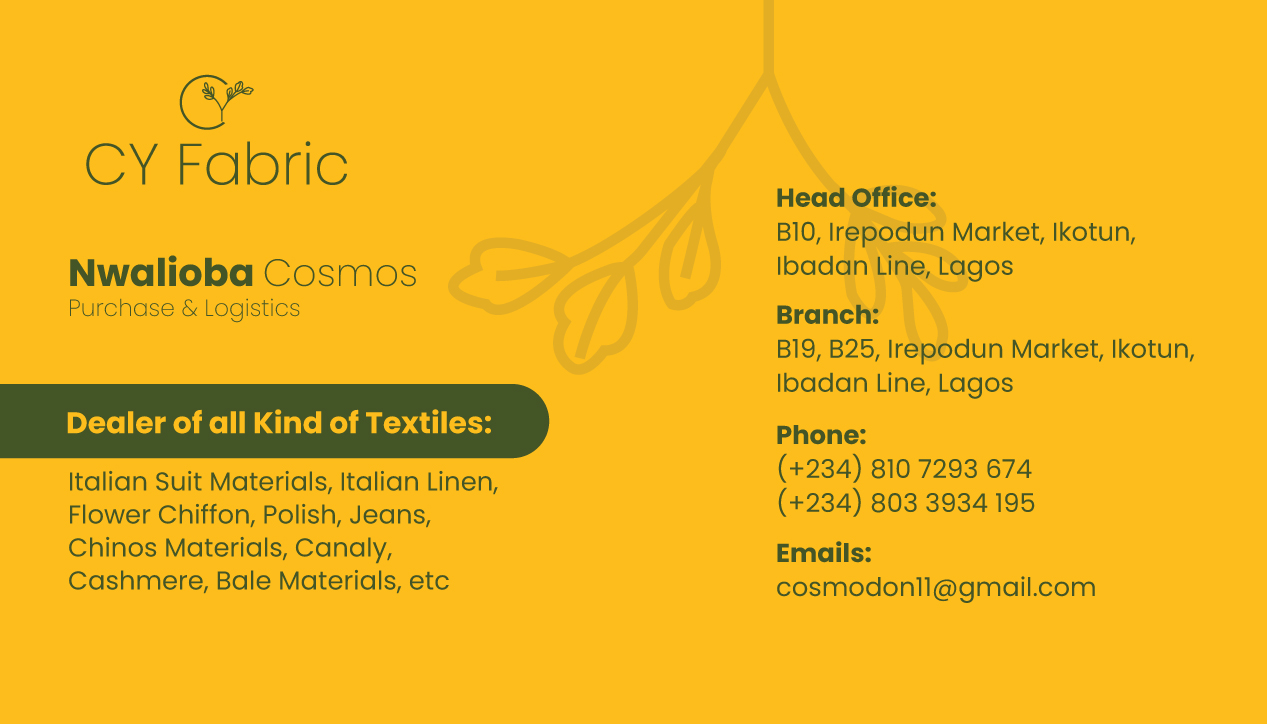 CY Fabric
Nwalioba Cosmos
Purchase & Logistics
Dealer of all Kind of Textiles:
Italian Suit Materials, Italian Linen,
Flower Chiffon, Polish, Jeans,
Chinos Materials, Canaly,
Cashmere, Bale Materials, etc
Head Office:
B10, Irepodun Market, Ikotun,
Ibadan Line, Lagos
Branch:
B19, B25, Irepodun Market, Ikotun,
Ibadan Line, Lagos
Phone:
(+234) 810 7293 674
(+234) 803 3934 195
Emails:
cosmodon11@gmail.com